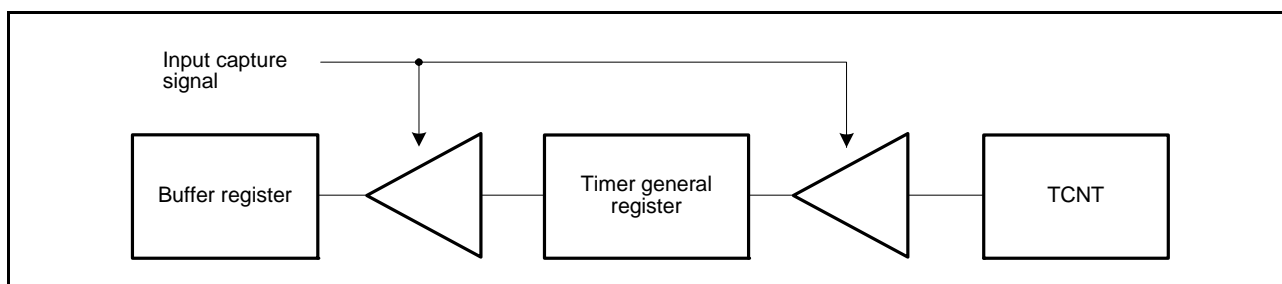 Input capture
signal
Buffer register
Timer general
register
TCNT